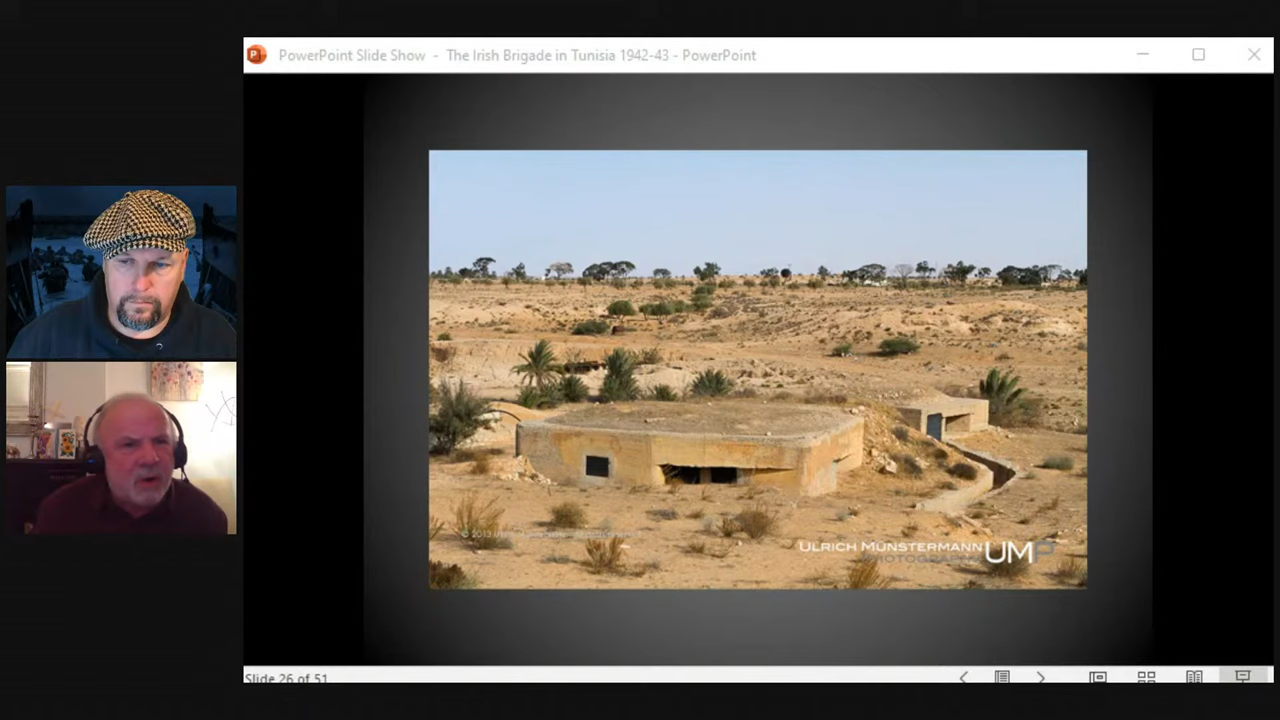 PowerPoint Slide Show - The Irish Brigade in Tunisia 1942-43 - PowerPoint
ULRICH MÜNSTERMANN UMP
PHOTOGRAPHY
Slide 26 of 51